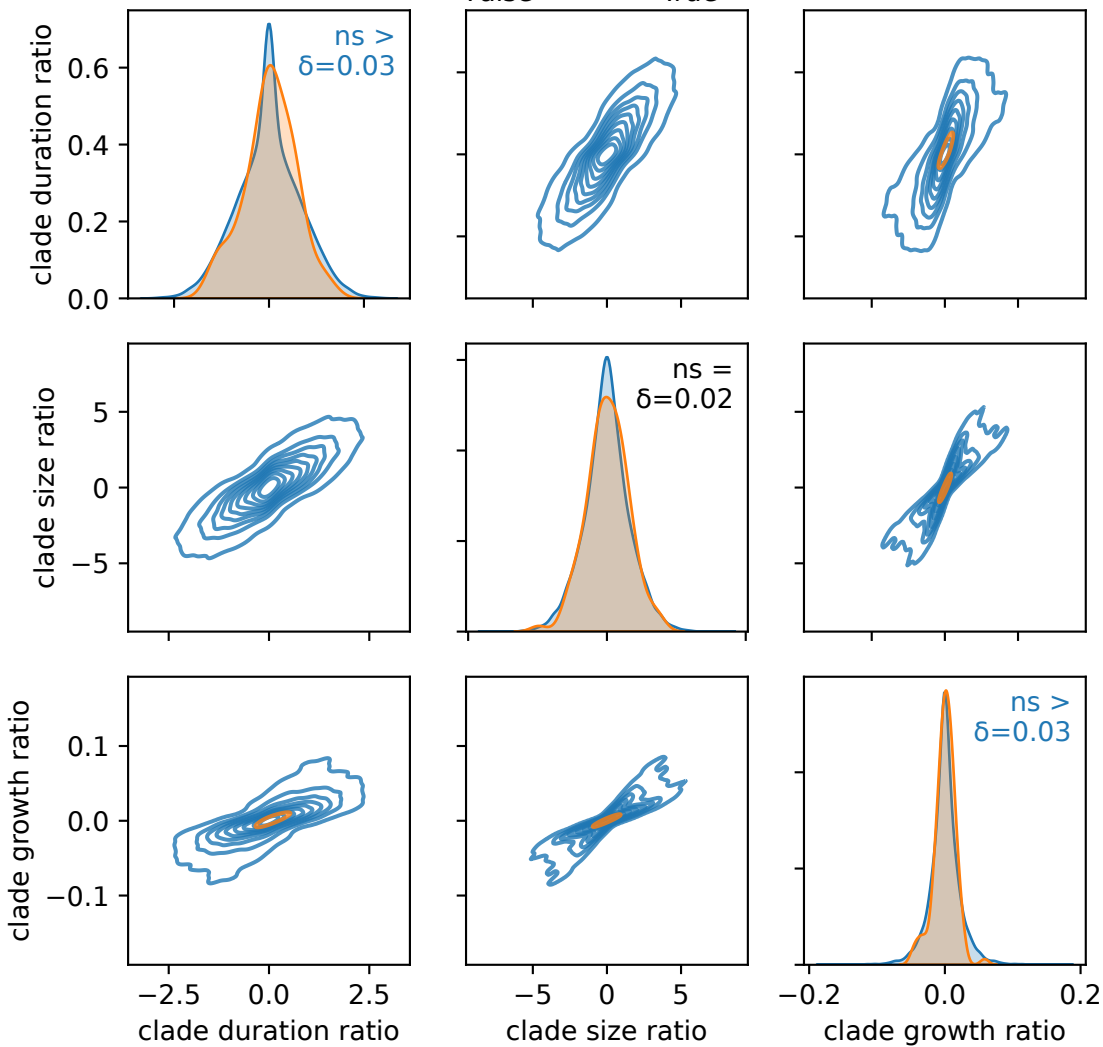 clade duration ratio
0.6
0.4
0.2
0.0
ns >
δ=0.03
clade size ratio
5
0
−5
ns =
δ=0.02
−5
0
5
clade growth ratio
0.1
0.0
−0.1
ns >
δ=0.03
−2.5
0.0
2.5
−5
0
5
−0.2
0.0
0.2
clade duration ratio
clade size ratio
clade growth ratio